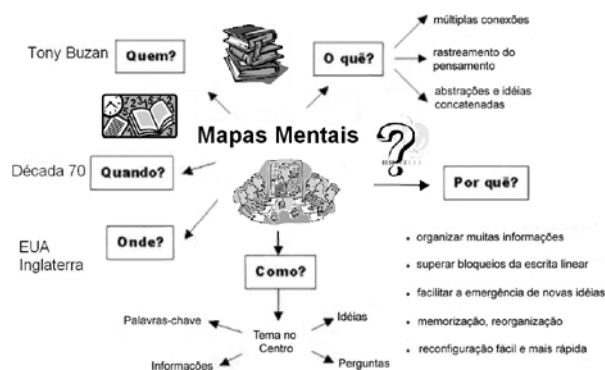 Tony Buzan
Quem?
O quê?
múltiplas conexões
rastreamento do
pensamento
abstrações e idéias
concatenadas
Mapas Mentais
?
Década 70
Quando?
Por quê?
EUA
Inglaterra
Onde?
Como?
Palavras-chave
Tema no
Centro
Idéias
Informações
Perguntas
• organizar muitas informações
• superar bloqueios da escrita linear
• facilitar a emergência de novas idéias
• memorização, reorganização
• reconfiguração fácil e mais rápida